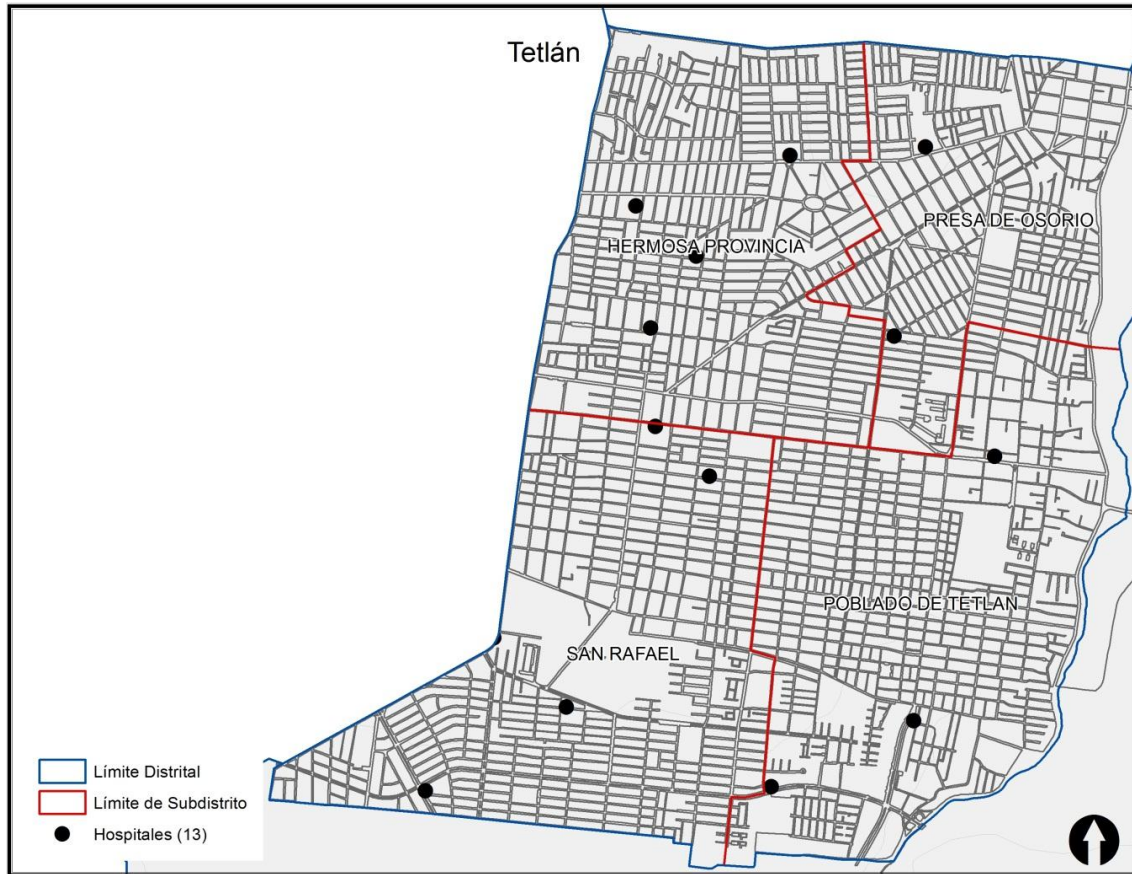 Tetlán
PRESA DE OSORIO
HERMOSA PROVINCIA
POBLADO DE TETLAN
SAN RAFAEL
Límite Distrital
Límite de Subdistrito
Hospitales (13)